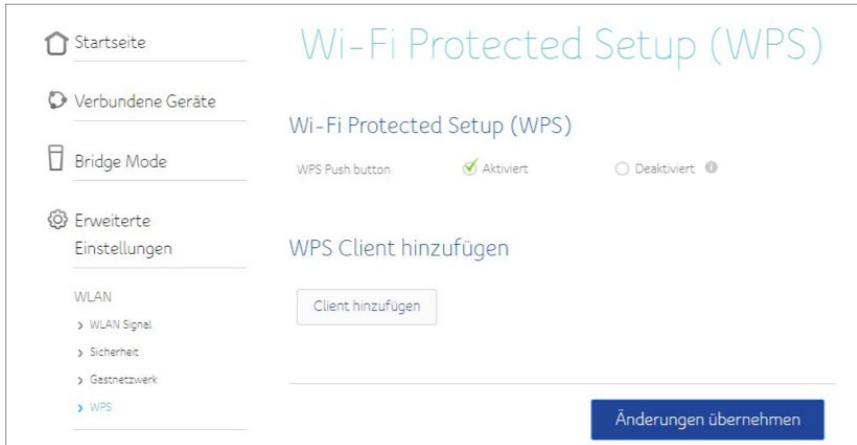 Startseite
Verbundene Geräte
Bridge Mode
Erweiterte
Einstellungen
WLAN
WLAN Signal
Sicherheit
Gastnetzwerk
WPS
Wi-Fi Protected Setup (WPS)
Wi-Fi Protected Setup (WPS)
WPS Push button Aktiviert Deaktiviert
WPS Client hinzufügen
Client hinzufügen
Änderungen übernehmen